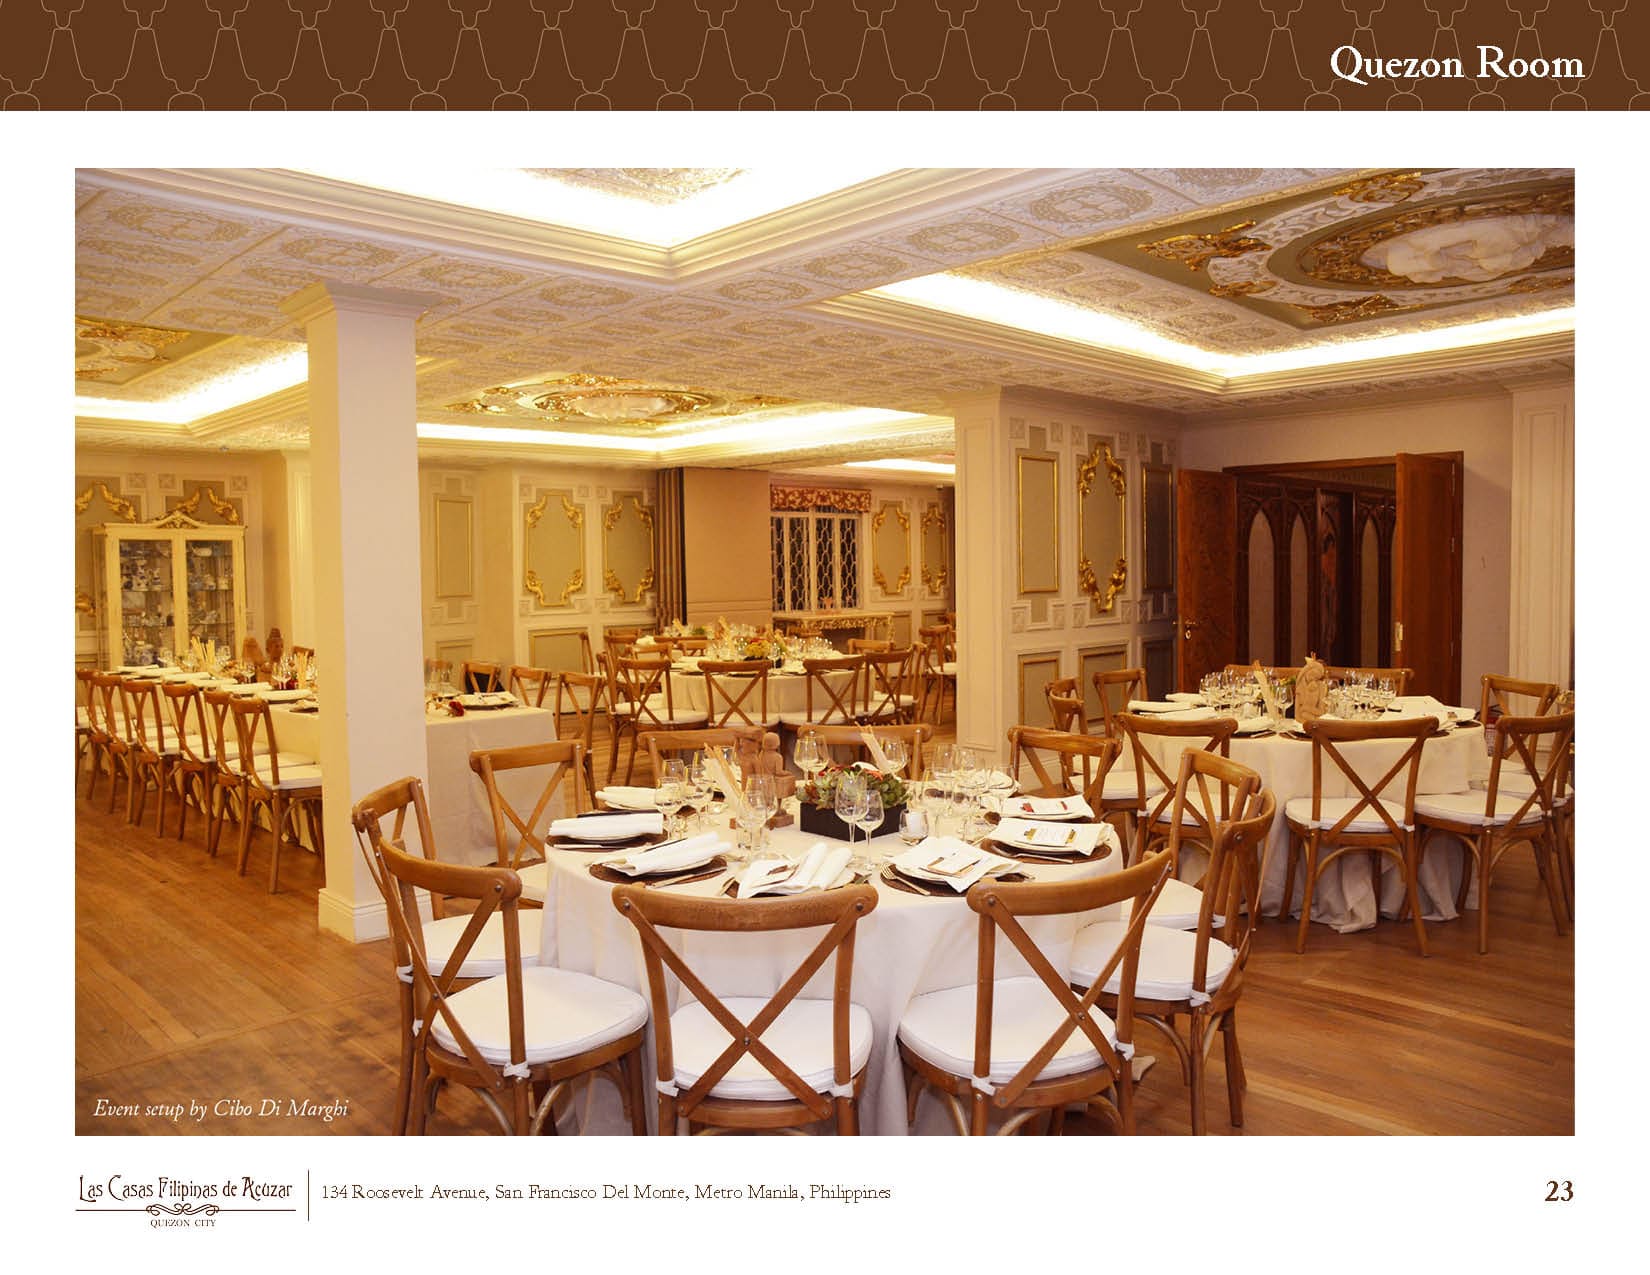 Quezon Room
Event setup by Cibo Di Marghi
Las Casas Filipinas de Acuzar
QUEZON CITY
134 Roosevelt Avenue, San Francisco Del Monte, Metro Manila, Philippines
23